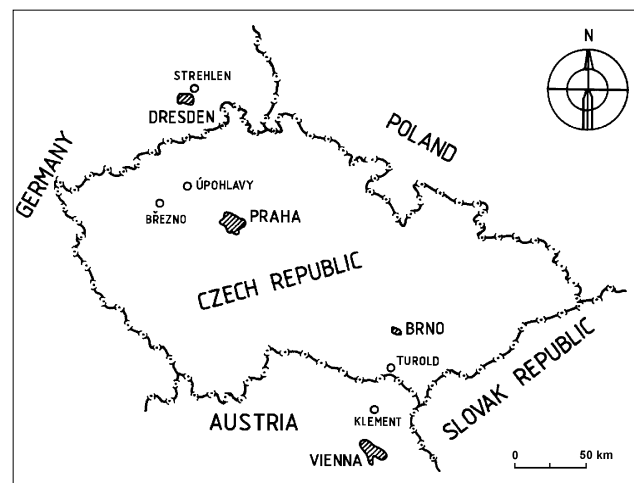 N
STREHLEN
DRESDEN
POLAND
GERMANY
ÚPOHLAVY
BŘEZNO
PRAHA
CZECH REPUBLIC
BRNO
TUROLD
SLOVAK REPUBLIC
AUSTRIA
KLEMENT
VIENNA
0 50 km